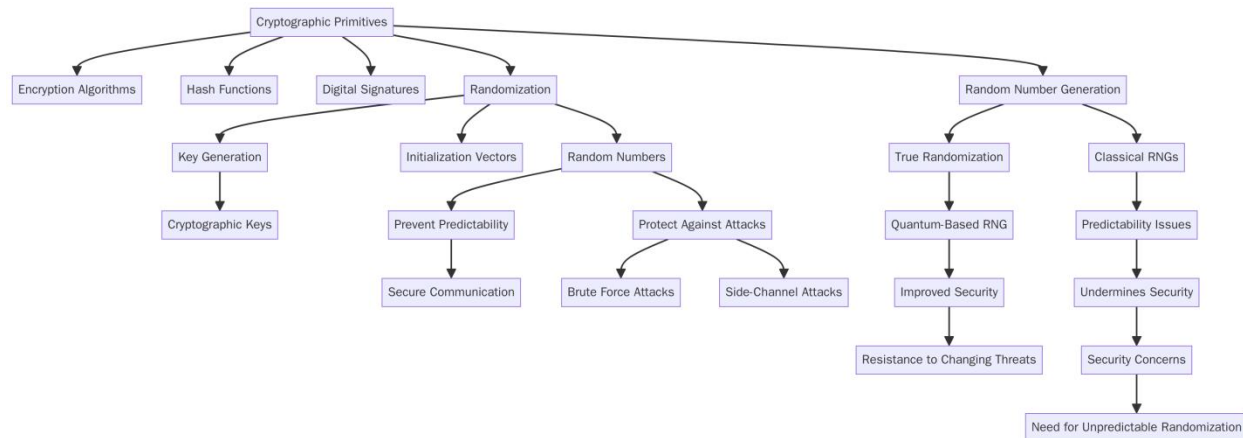 Cryptographic Primitives
Encryption Algorithms
Hash Functions
Digital Signatures
Randomization
Random Number Generation
Key Generation
Initialization Vectors
Random Numbers
True Randomization
Classical RNGs
Cryptographic Keys
Prevent Predictability
Protect Against Attacks
Quantum-Based RNG
Predictability Issues
Secure Communication
Brute Force Attacks
Side-Channel Attacks
Improved Security
Undermines Security
Resistance to Changing Threats
Security Concerns
Need for Unpredictable Randomization